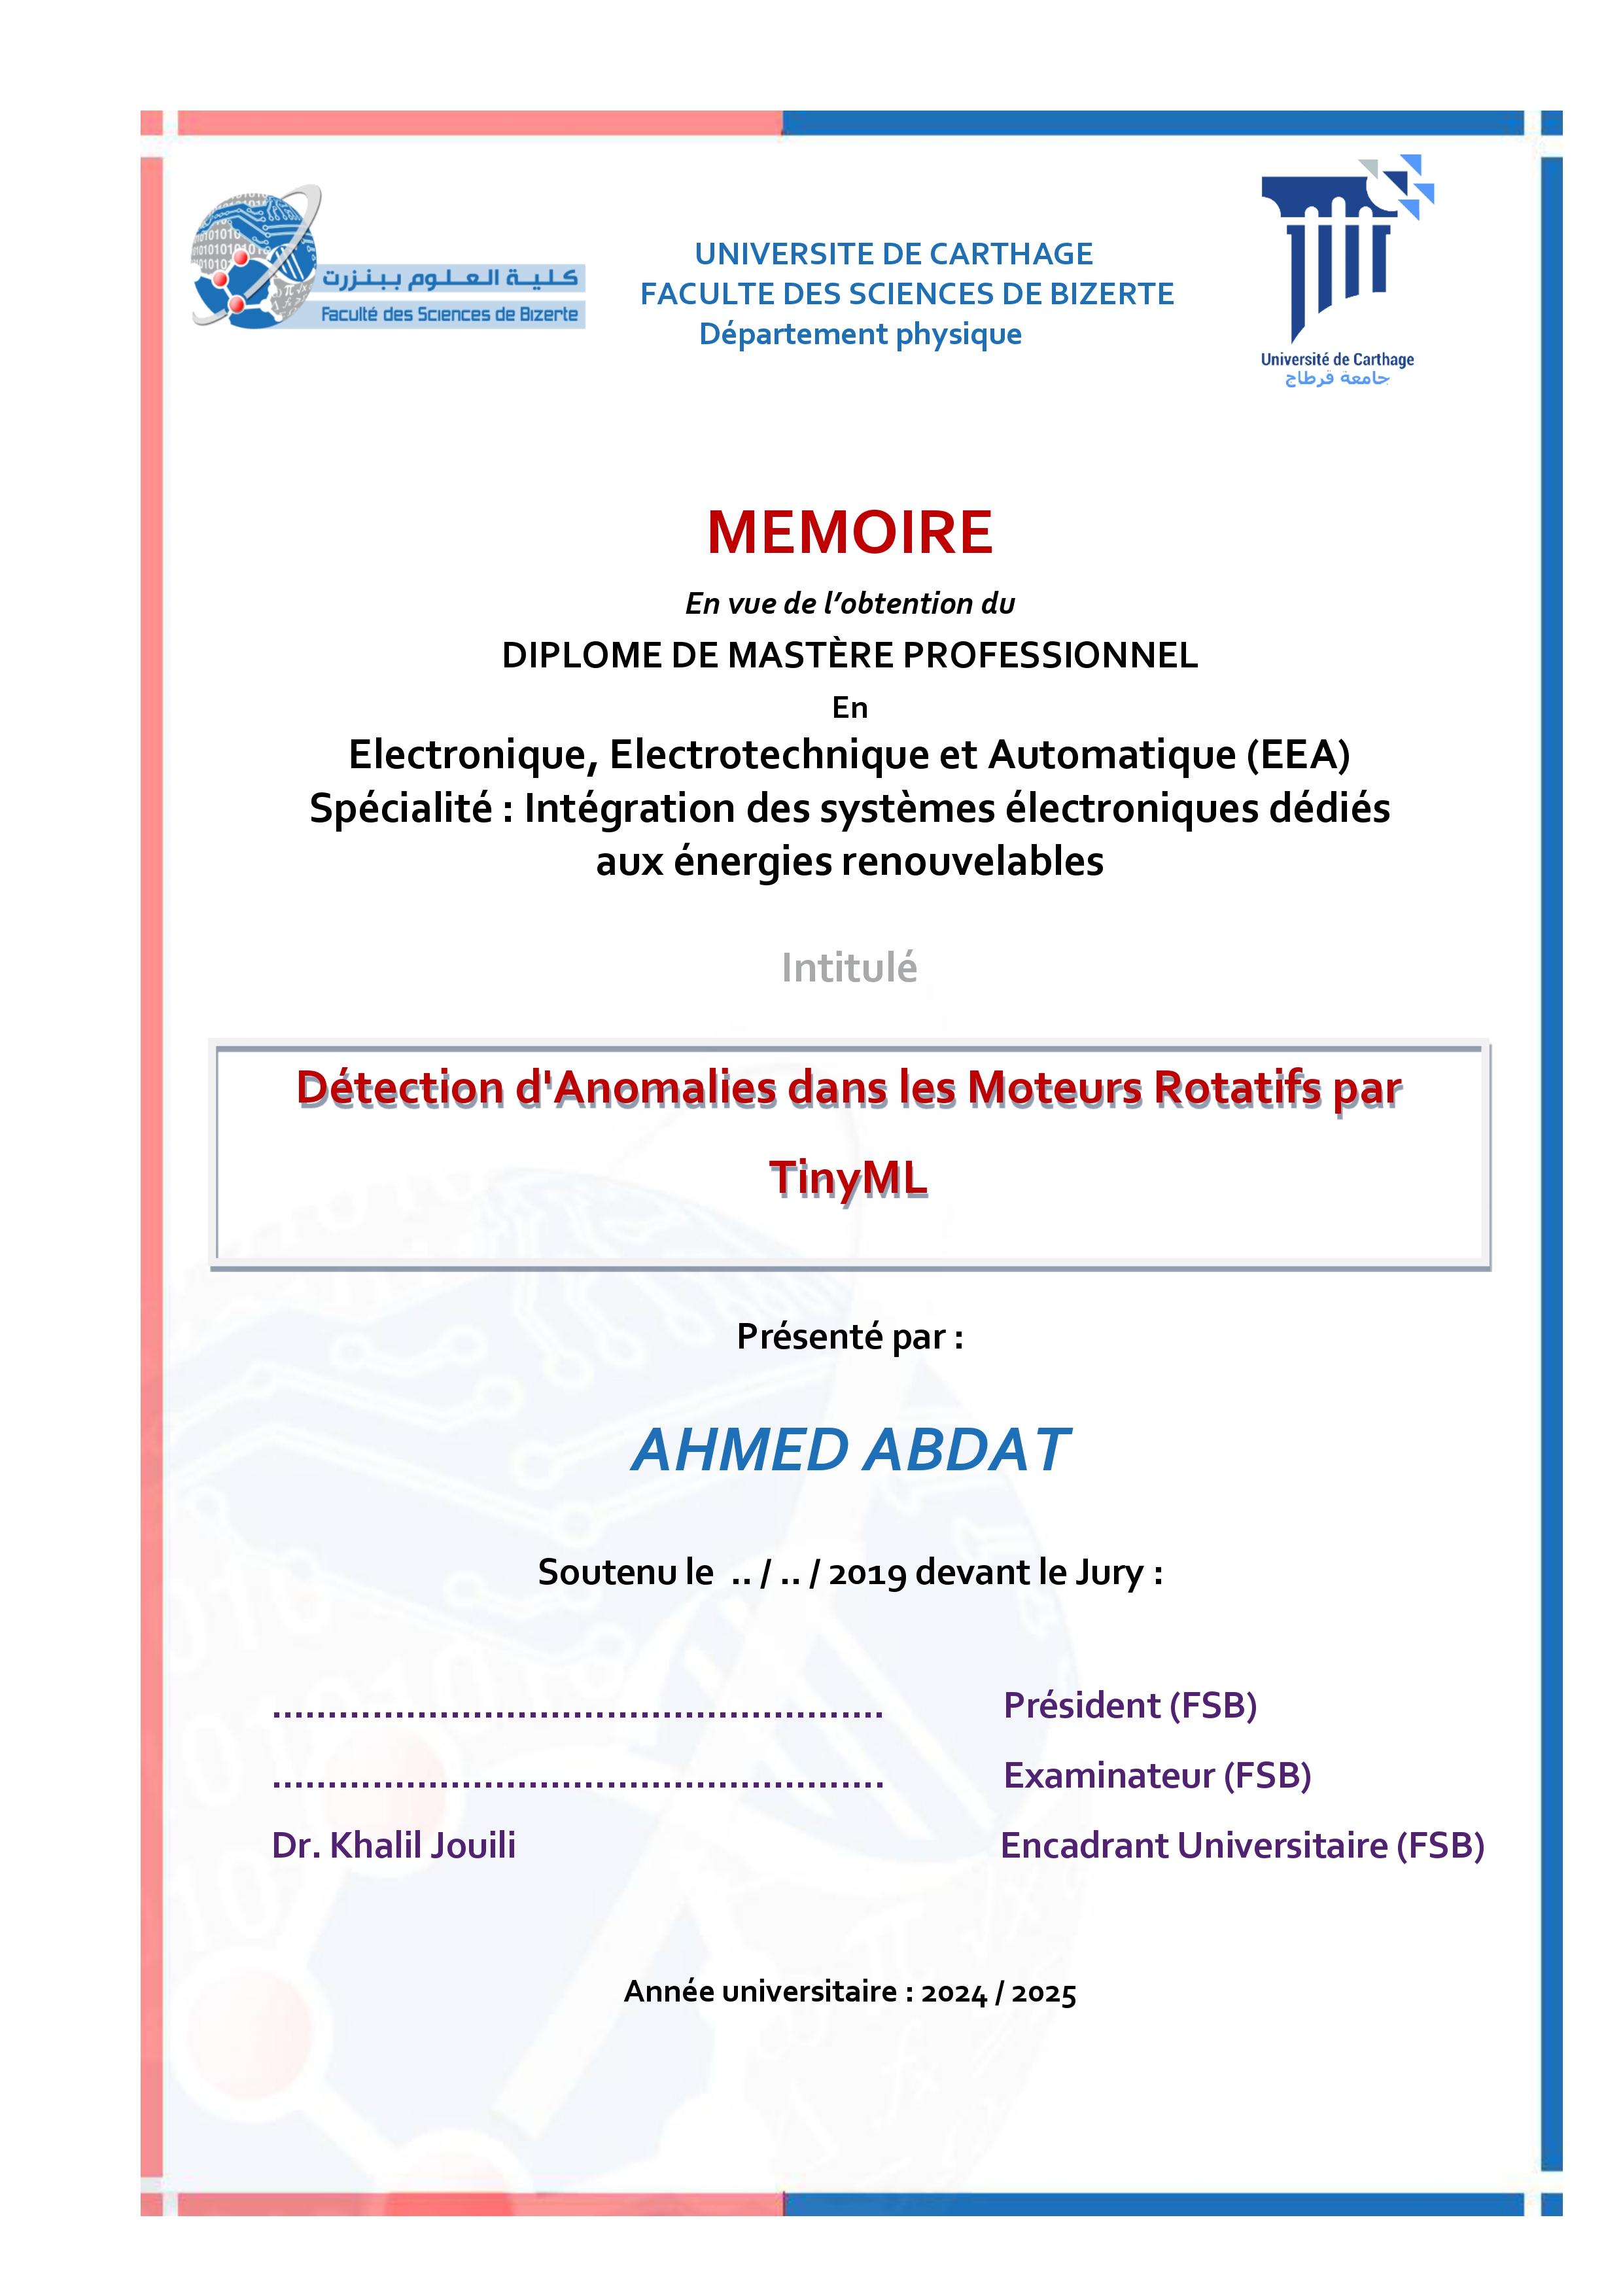 كلية العلوم ببنزرت
Faculté des Sciences de Bizerte
UNIVERSITE DE CARTHAGE
FACULTE DES SCIENCES DE BIZERTE
Département physique
Université de Carthage
جامعة قرطاج
MEMOIRE
En vue de l’obtention du
DIPLOME DE MASTÈRE PROFESSIONNEL
En
Electronique, Electrotechnique et Automatique (EEA)
Spécialité : Intégration des systèmes électroniques dédiés
aux énergies renouvelables
Intitulé
Détection d'Anomalies dans les Moteurs Rotatifs par
TinyML
Présenté par :
AHMED ABDAT
Soutenu le .. / .. / 2019 devant le Jury :
....................................................... Président (FSB)
....................................................... Examinateur (FSB)
Dr. Khalil Jouili Encadrant Universitaire (FSB)
Année universitaire : 2024 / 2025